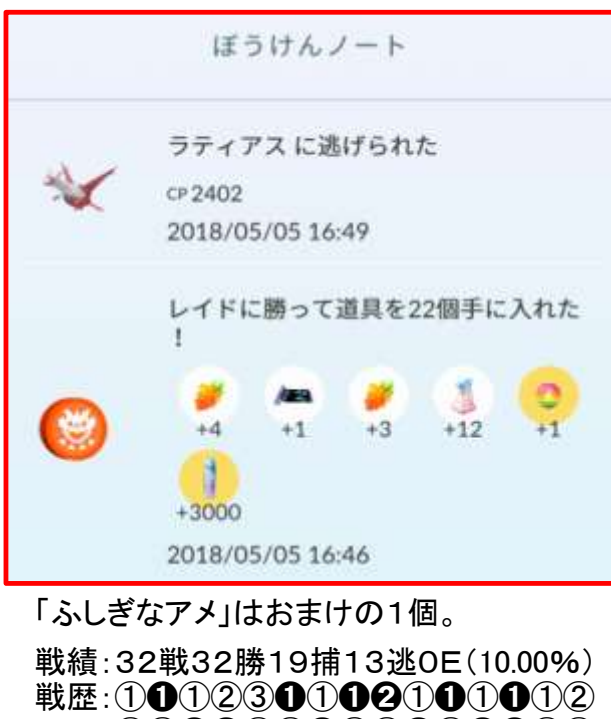 ぼうけんノート
ラティアス に逃げられた
CP 2402
2018/05/05 16:49
レイドに勝って道具を22個手に入れた
！
+4 +1 +3 +12 +1
+3000
2018/05/05 16:46
「ふしぎなアメ」はおまけの１個。
戦績：３２戦３２勝１９捕１３逃０Ｅ（10.00%）
戦歴：①❶①②③❶①❶❷①❶①❶①②